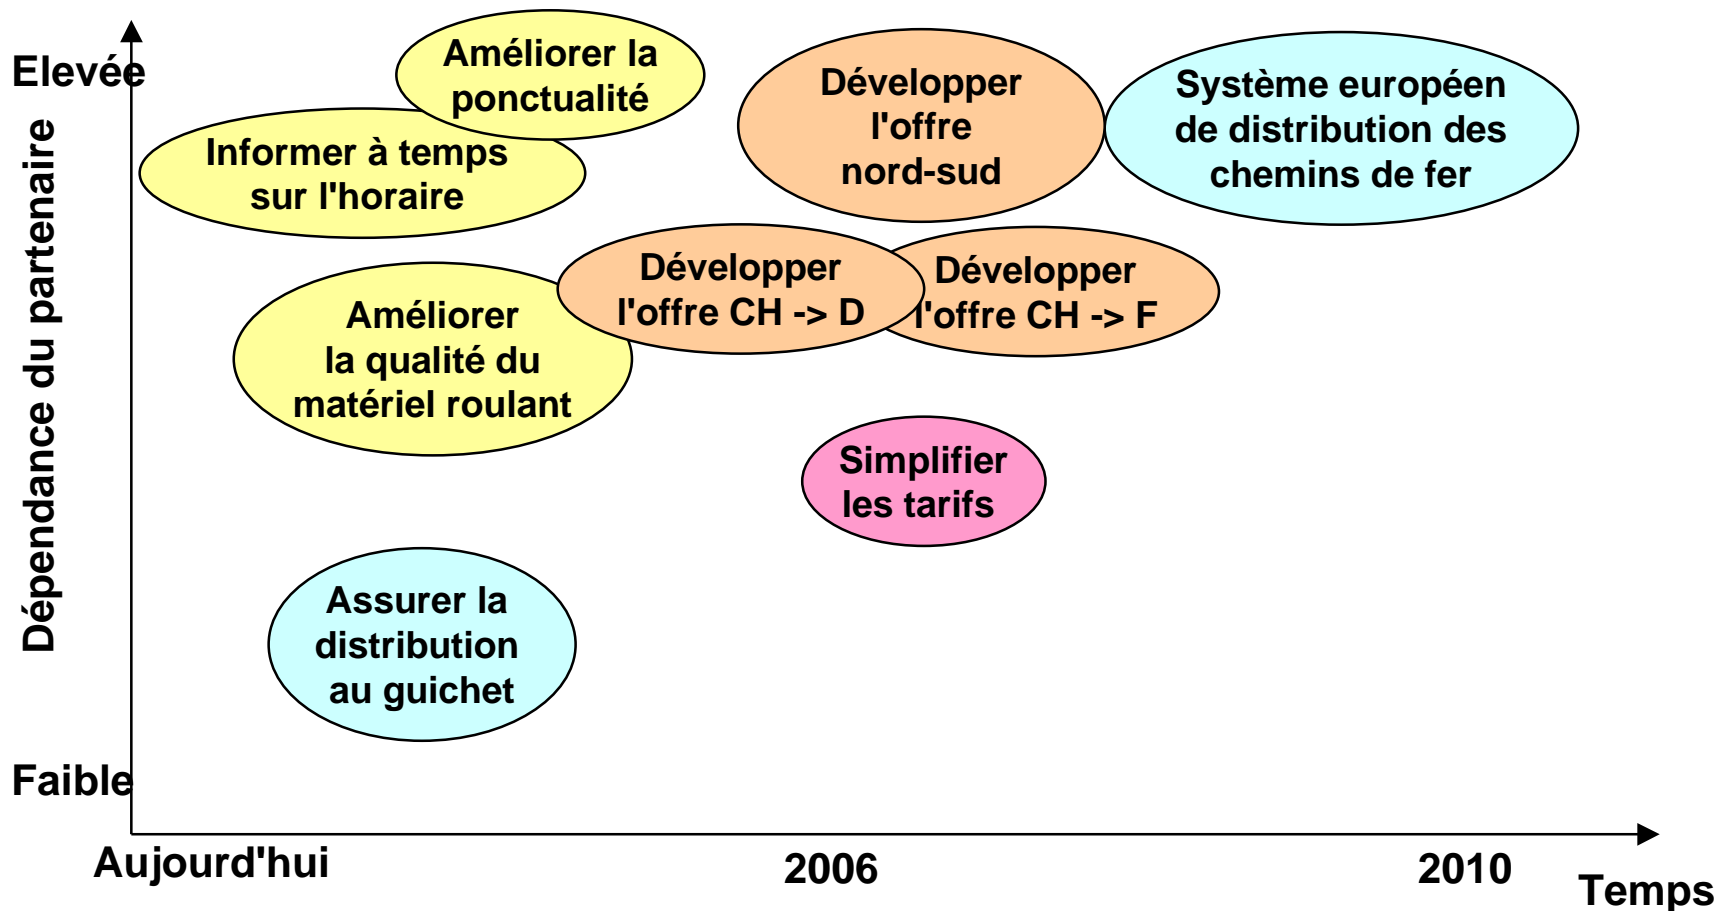 Elevée
Dépendance du partenaire
Faible
Améliorer la
ponctualité
Informer à temps
sur l'horaire
Développer
l'offre
nord-sud
Système européen
de distribution des
chemins de fer
Améliorer
la qualité du
matériel roulant
Développer
l'offre CH -> D
Développer
l'offre CH -> F
Simplifier
les tarifs
Assurer la
distribution
au guichet
Aujourd'hui
2006
2010
Temps